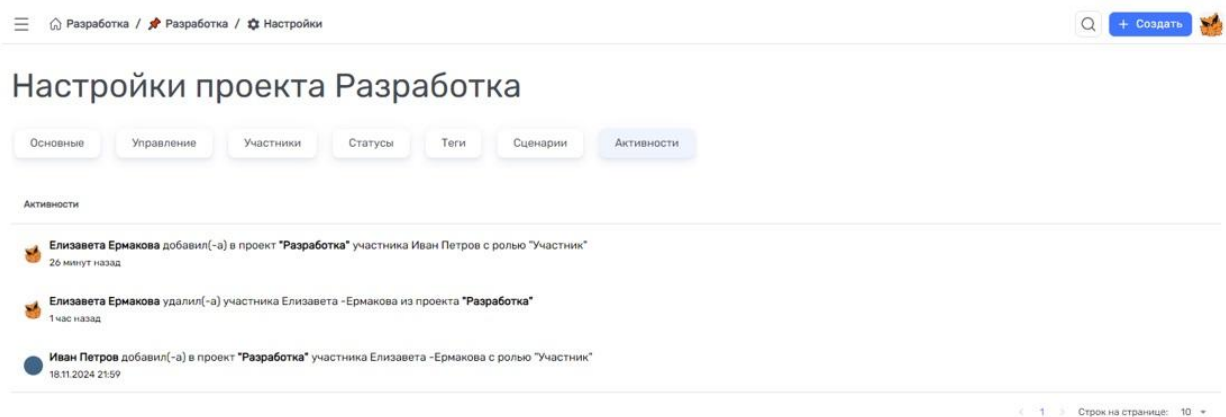 Разработка / Разработка / Настройки
+ Создать
Настройки проекта Разработка
Основные Управление Участники Статусы Теги Сценарии Активности
Активности
Елизавета Ермакова добавил(-а) в проект "Разработка" участника Иван Петров с ролью "Участник"
26 минут назад
Елизавета Ермакова удалил(-а) участника Елизавета -Ермакова из проекта "Разработка"
1 час назад
Иван Петров добавил(-а) в проект "Разработка" участника Елизавета -Ермакова с ролью "Участник"
18.11.2024 21:59
1 Строк на странице: 10